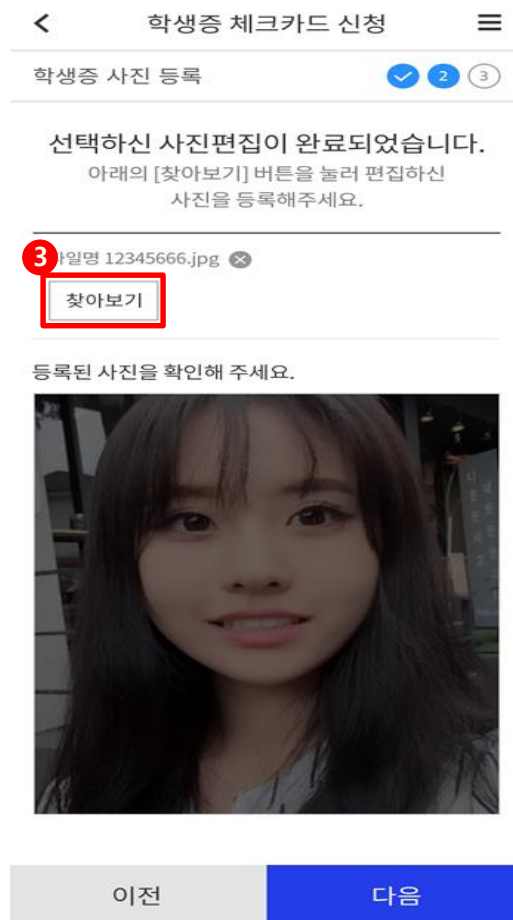 학생증 체크카드 신청
학생증 사진 등록 2 3
선택하신 사진편집이 완료되었습니다.
아래의 [찾아보기] 버튼을 눌러 편집하신
사진을 등록해주세요.
3 일명 12345666.jpg
찾아보기
등록된 사진을 확인해 주세요.
이전 다음